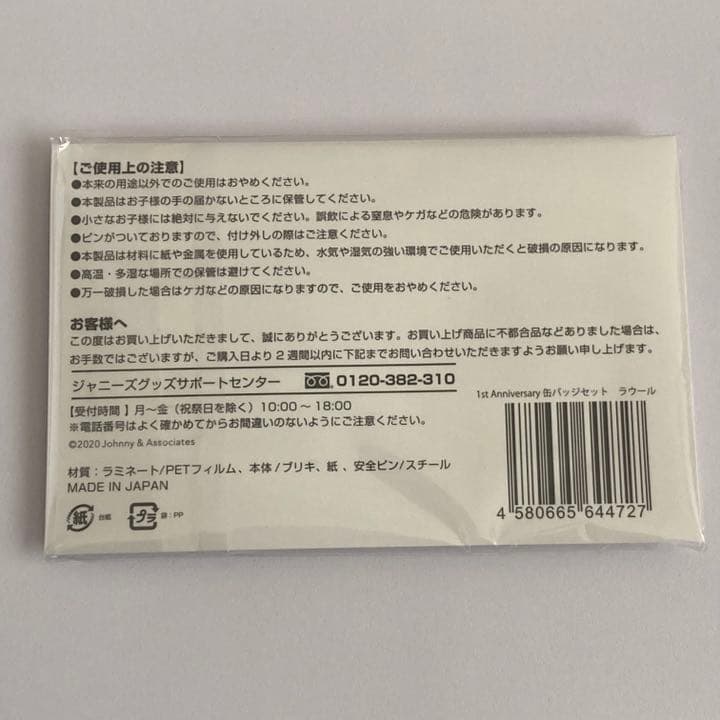 【ご使用上の注意】
●本来の用途以外でのご使用はおやめください。
●本製品はお子様の手の届かないところに保管してください。
●小さなお子様には絶対に与えないでください。誤飲による窒息やケガなどの危険があります。
●ピンがついておりますので、付け外しの際はご注意ください。
●本製品は材料に紙や金属を使用しているため、水気や湿気の強い環境でご使用いただくと破損の原因になります。
●高温・多湿な場所での保管は避けてください。
●万一破損した場合はケガなどの原因になりますので、ご使用をおやめください。
お客様へ
この度はお買い上げいただきまして、誠にありがとうございます。お買い上げ商品に不都合品などありました場合は、
お手数ではございますが、ご購入日より2週間以内に下記までお問い合わせいただきますようお願い申し上げます。
ジャニーズグッズサポートセンター 0120-382-310
【受付時間】月～金（祝祭日を除く）10:00～18:00
※電話番号はよく確かめてからお間違いのないようにご注意ください。
©2020 Johnny & Associates
1st Anniversary 缶バッジセット ラウール
材質：ラミネート/PETフィルム、本体/ブリキ、紙、安全ピン/スチール
MADE IN JAPAN
紙 台紙 プラ 袋：PP
4 580665 644727